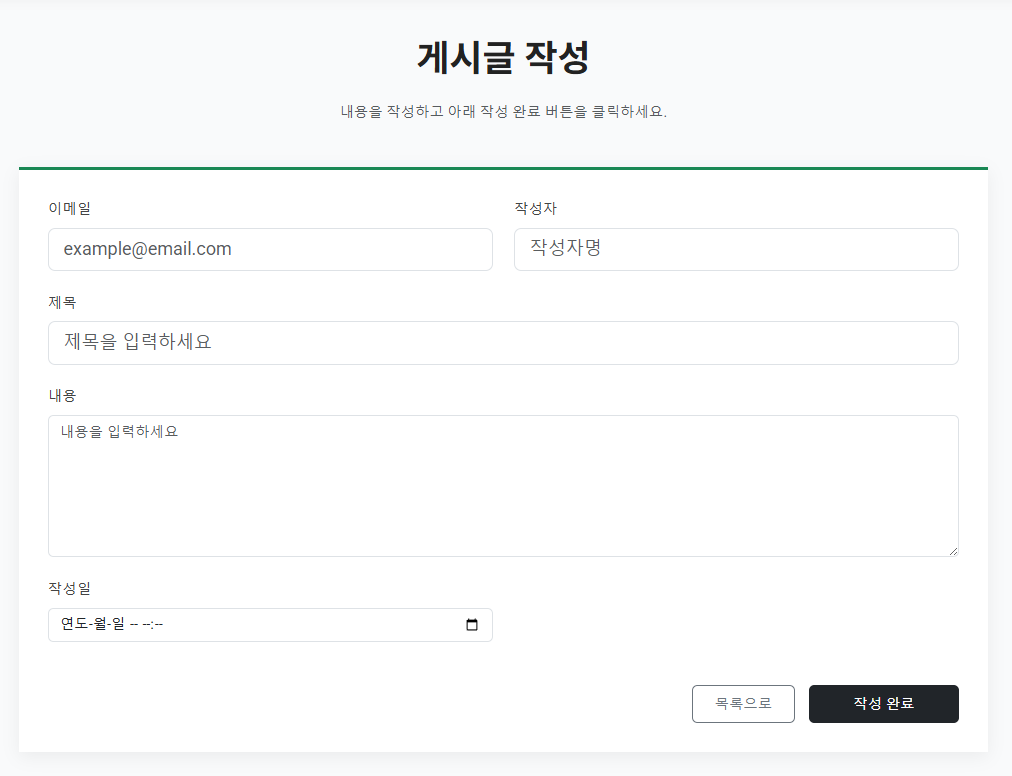 게시글 작성
내용을 작성하고 아래 작성 완료 버튼을 클릭하세요.
이메일
작성자
example@email.com
작성자명
제목
제목을 입력하세요
내용
내용을 입력하세요
작성일
연도-월-일 -- --:--
목록으로
작성 완료